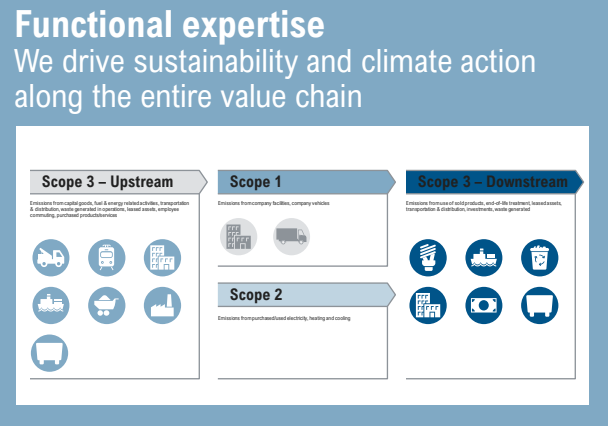 Functional expertise
We drive sustainability and climate action
along the entire value chain
Scope 3 – Upstream
Emissions from capital goods, fuel & energy related activities, transportation
& distribution, waste generated in operations, leased assets, employee
commuting, purchased products/services
Scope 1
Emissions from company facilities, company vehicles
Scope 2
Emissions from purchased/used electricity, heating and cooling
Scope 3 – Downstream
Emissions from use of sold products, end-of-life treatment, leased assets,
transportation & distribution, investments, waste generated